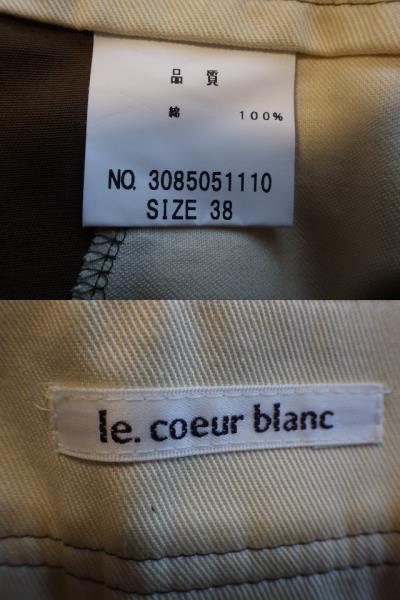 品質
綿 100%
NO. 3085051110
SIZE 38
le. coeur blanc